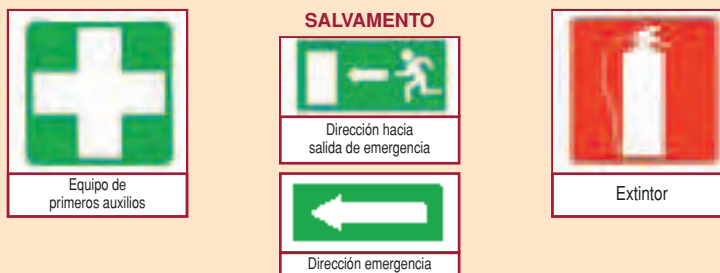 SALVAMENTO
Equipo de
primeros auxilios
Dirección hacia
salida de emergencia
Dirección emergencia
Extintor